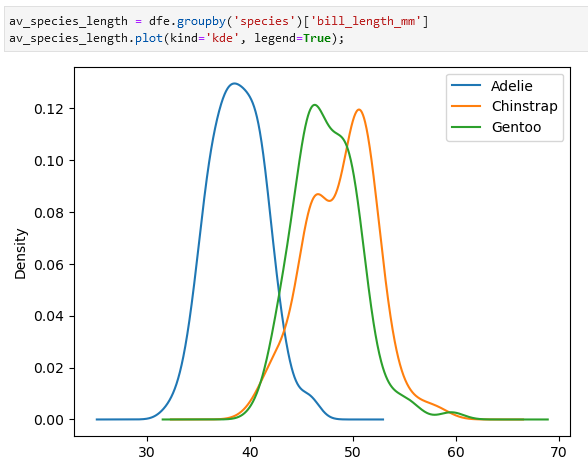 av_species_length = dfe.groupby('species')['bill_length_mm']
av_species_length.plot(kind='kde', legend=True);
Adelie
Chinstrap
Gentoo
Density
0.12
0.10
0.08
0.06
0.04
0.02
0.00
30 40 50 60 70